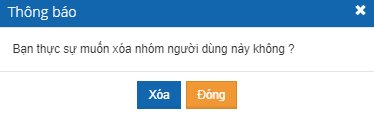 Thông báo
Bạn thực sự muốn xóa nhóm người dùng này không ?
Xóa
Đóng